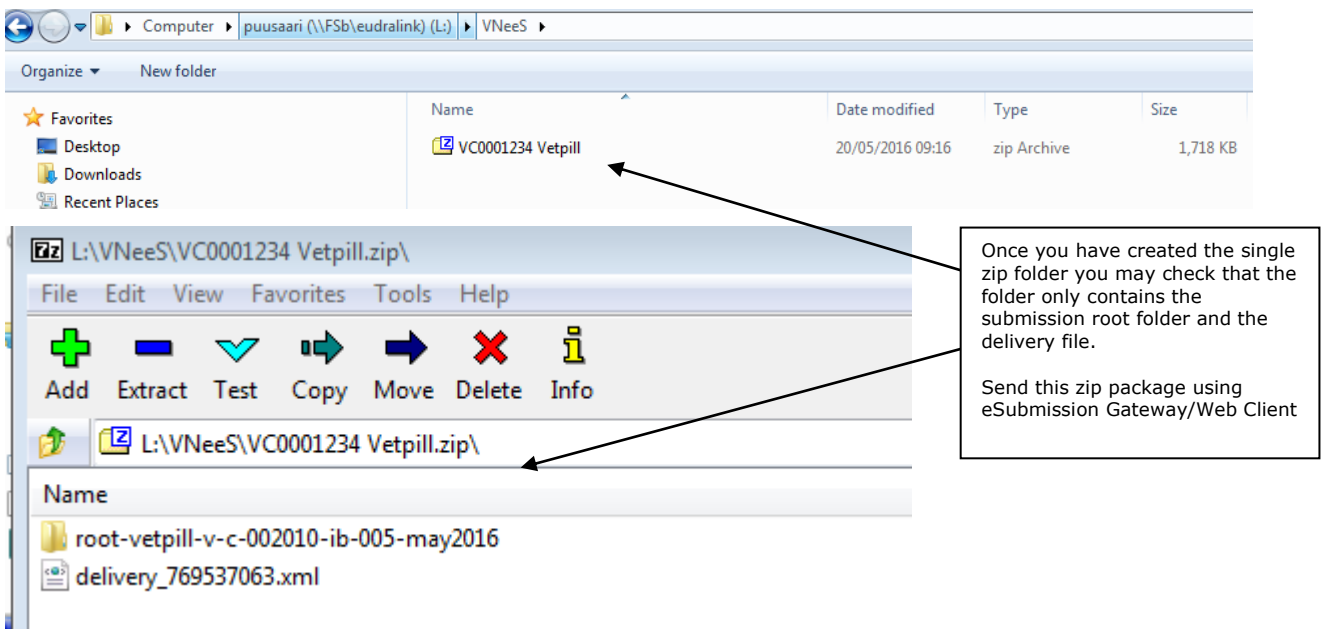 Computer puusaari (\\FSb\eudralink) (L:) VNeeS
Organize New folder
Name Date modified Type Size
Favorites
Desktop
Downloads
Recent Places
VC0001234 Vetpill 20/05/2016 09:16 zip Archive 1,718 KB
L:\VNeeS\VC0001234 Vetpill.zip\
File Edit View Favorites Tools Help
Add Extract Test Copy Move Delete Info
L:\VNeeS\VC0001234 Vetpill.zip\
Name
root-vetpill-v-c-002010-ib-005-may2016
delivery_769537063.xml
Once you have created the single
zip folder you may check that the
folder only contains the
submission root folder and the
delivery file.
Send this zip package using
eSubmission Gateway/Web Client